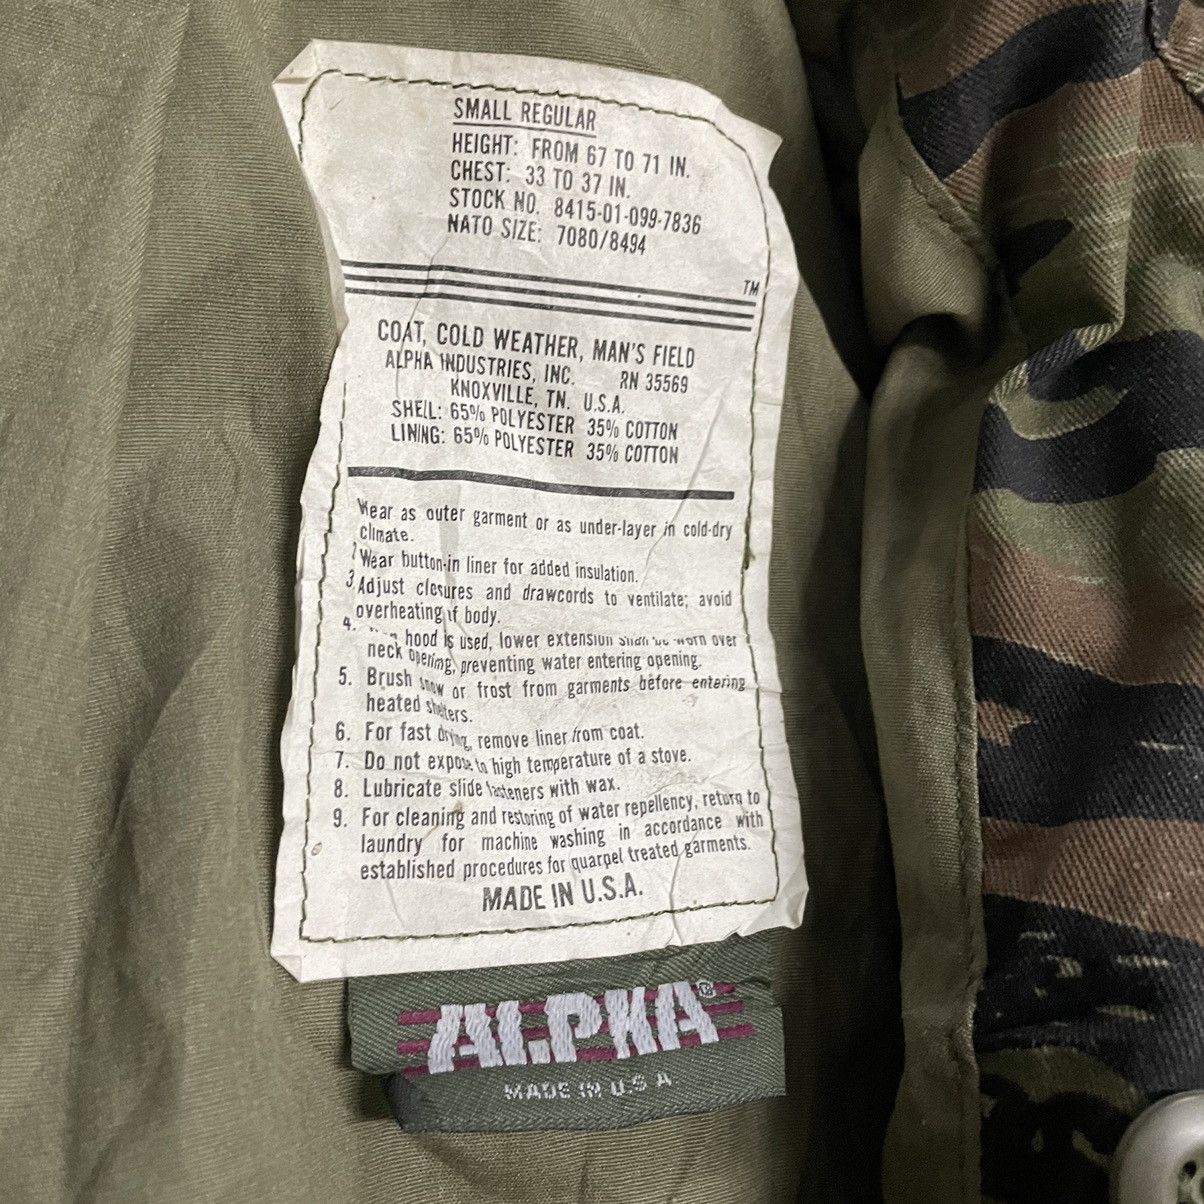 SMALL REGULAR
HEIGHT: FROM 67 TO 71 IN.
CHEST: 33 TO 37 IN.
STOCK NO. 8415-01-099-7836
NATO SIZE: 7080/8494
TM
COAT, COLD WEATHER, MAN'S FIELD
ALPHA INDUSTRIES, INC. RN 35569
KNOXVILLE, TN. U.S.A.
SHELL: 65% POLYESTER 35% COTTON
LINING: 65% POLYESTER 35% COTTON
Wear as outer garment or as under-layer in cold-dry
climate.
2 Wear button-in liner for added insulation.
3. Adjust closures and drawcords to ventilate; avoid
overheating of body.
4. hood is used, lower extension shall be worn over
neck opening, preventing water entering opening.
5. Brush snow or frost from garments before entering
heated shelters.
6. For fast drying, remove liner from coat.
7. Do not expose to high temperature of a stove.
8. Lubricate slide fasteners with wax.
9. For cleaning and restoring of water repellency, return to
laundry for machine washing in accordance with
established procedures for quarpel treated garments.
MADE IN U.S.A.
ALPHA®
MADE IN U.S A